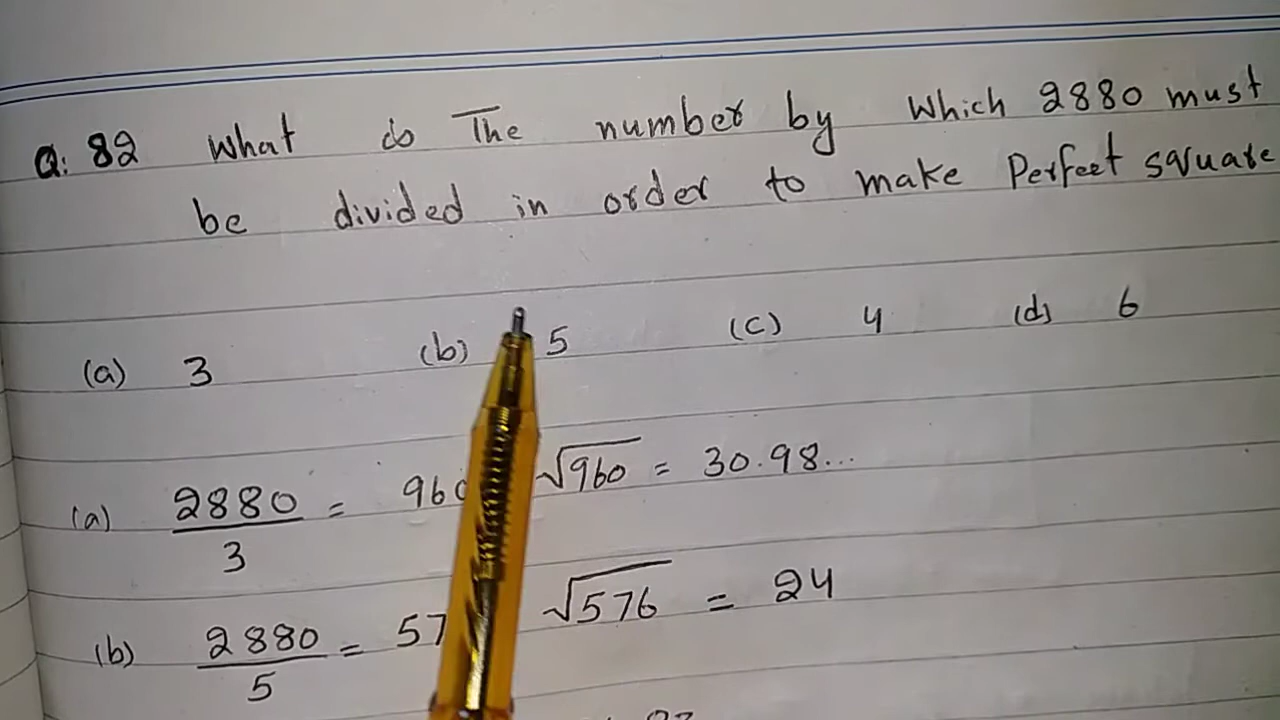 Q: 82 What is The number by Which 2880 must
be divided in order to make Perfect square
(a) 3 (b) 5 (c) 4 (d) 6
(a) 2880/3 = 960 √960 = 30.98...
(b) 2880/5 = 57 √576 = 24